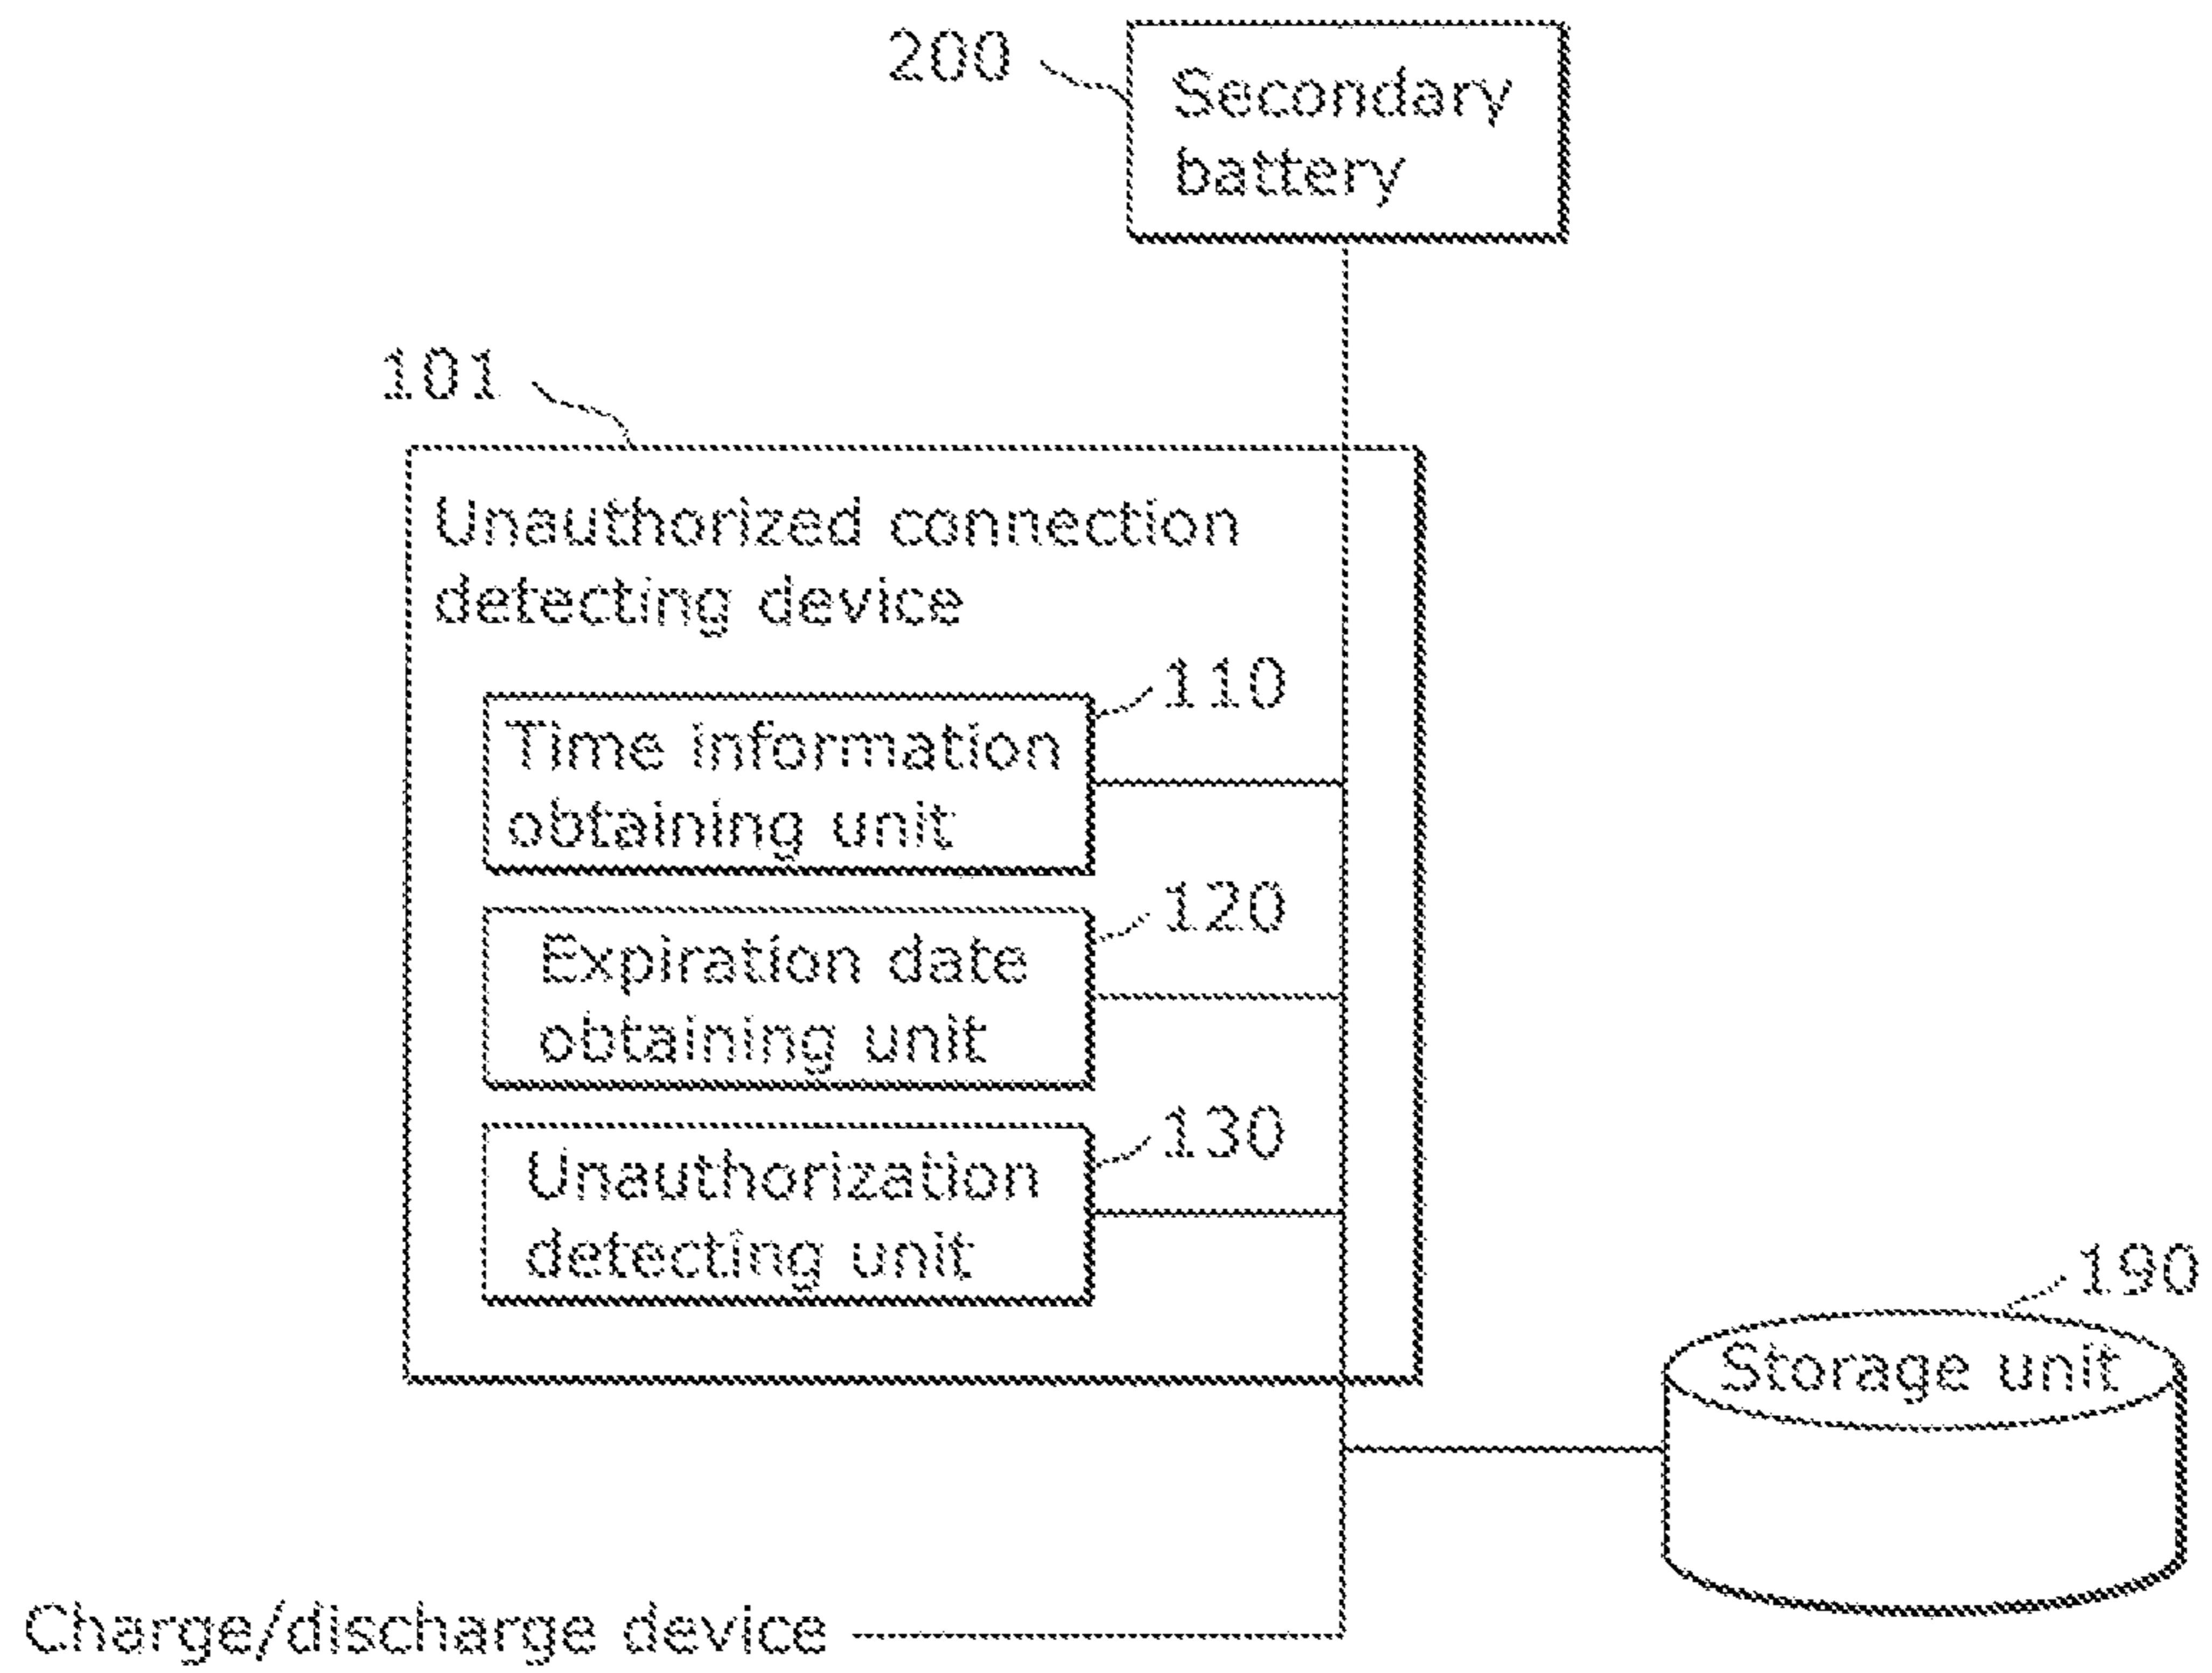 200
Secondary
battery
101
Unauthorized connection
detecting device
110
Time information
obtaining unit
120
Expiration date
obtaining unit
130
Unauthorization
detecting unit
190
Storage unit
Charge/discharge device